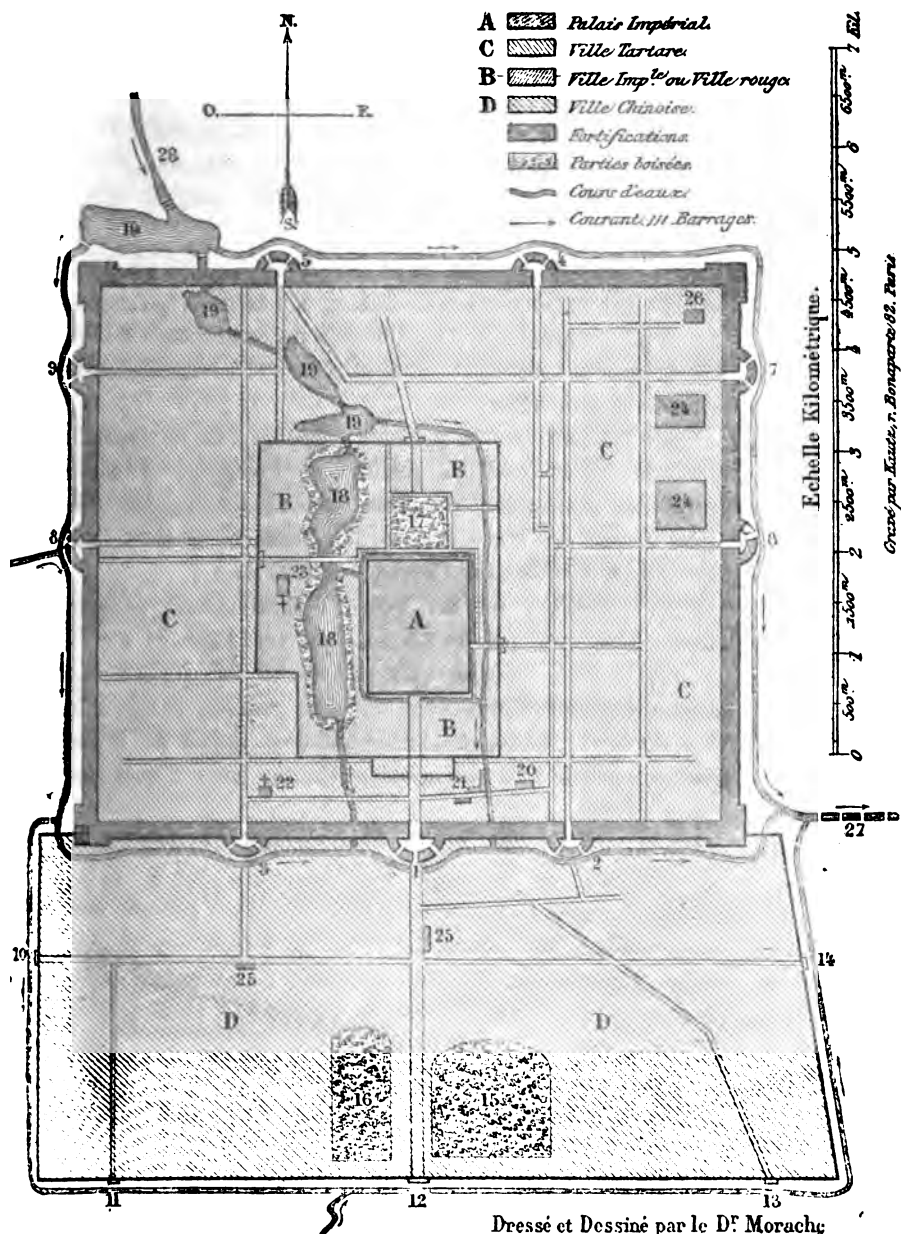 N.
O. E.
S.
A Palais Impérial.
C Ville Tartare.
B Ville Imp.le ou Ville rouge.
D Ville Chinoise.
Fortifications.
Parties boisées
Cours d'eaux.
Courant. Barrages.
7 Kil.
6500m
6
5500m
5
4500m
4
3500m
3
2500m
2
1500m
1
500m
0
Echelle Kilométrique.
Gravé par Kautz, r. Bonaparte 82. Paris
28
19
5
4
19
26
9
19
7
24
19
C
B
B
18
17
24
8
8
23
A
C
18
C
B
22
21
20
27
3
1
2
25
10
25
14
D
D
16
15
11
12
13
Dressé et Dessiné par le Dr Morache